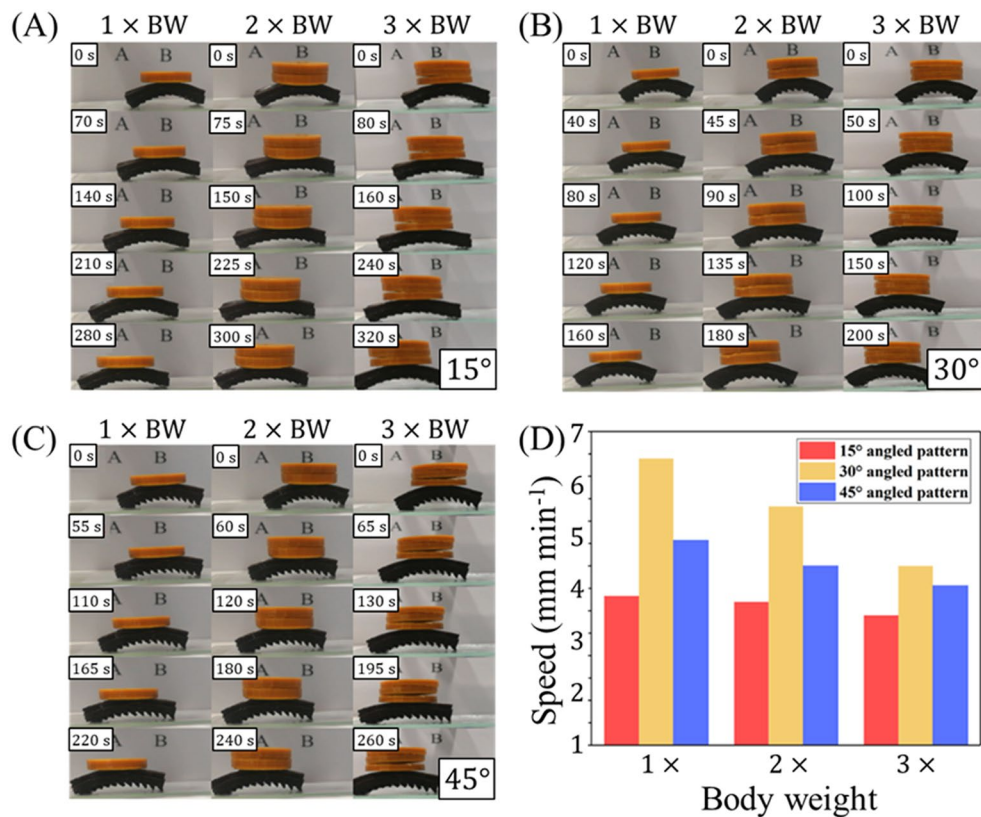 (A)
1 × BW 2 × BW 3 × BW
0 s A B 0 s A B 0 s A B
70 s A B 75 s A B 80 s A B
140 s A B 150 s A B 160 s A B
210 s A B 225 s A B 240 s A B
280 s A B 300 s A B 320 s A B
15°
(B)
1 × BW 2 × BW 3 × BW
0 s A B 0 s A B 0 s A B
40 s A B 45 s A B 50 s A B
80 s A B 90 s A B 100 s A B
120 s A B 135 s A B 150 s A B
160 s A B 180 s A B 200 s A B
30°
(C)
1 × BW 2 × BW 3 × BW
0 s A B 0 s A B 0 s A B
55 s A B 60 s A B 65 s A B
110 s A B 120 s A B 130 s A B
165 s A B 180 s A B 195 s A B
220 s A B 240 s A B 260 s A B
45°
(D)
15° angled pattern
30° angled pattern
45° angled pattern
Speed (mm min⁻¹)
7
6
5
4
3
2
1
1 × 2 × 3 ×
Body weight